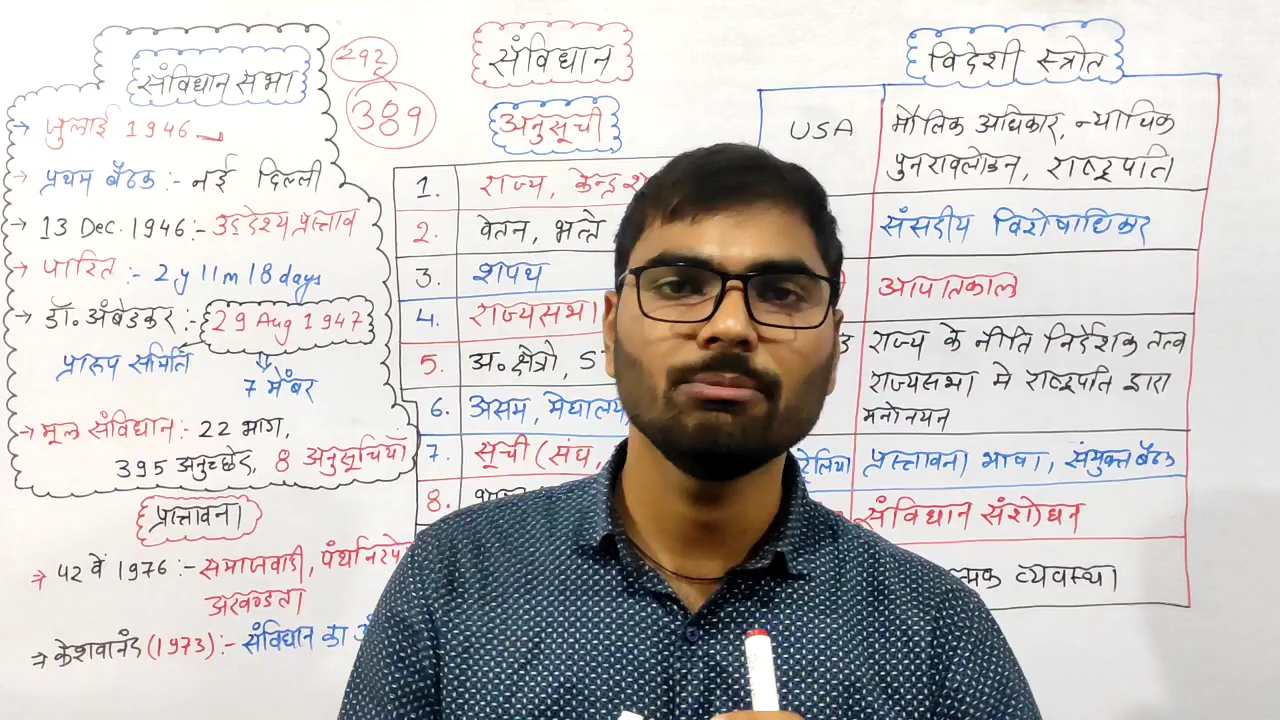 संविधान सभा
292
389
→ जुलाई 1946
→ प्रथम बैठक :- नई दिल्ली
→ 13 Dec. 1946 :- उद्देश्य प्रस्ताव
→ पारित :- 2 y 11 m 18 days
→ डॉ॰ अंबेडकर :- 29 Aug 1947
प्रारूप समिति
7 मेंबर
→ मूल संविधान :- 22 भाग,
395 अनुच्छेद, 8 अनुसूचियाँ
प्रस्तावना
→ 42 वें 1976 :- समाजवादी,
अखण्डता
→ केशवानंद (1973) :- संविधान का
संविधान
अनुसूची
1. राज्य, केन्द्र
2. वेतन, भत्ते
3. शपथ
4. राज्यसभा
5. अ॰ क्षेत्रो,
6. असम, मेघालय
7. सूची (संघ,
8.
विदेशी स्त्रोत
USA मौलिक अधिकार, न्यायिक
पुनरावलोकन, राष्ट्रपति
संसदीय विशेषाधिकार
आपातकाल
राज्य के नीति निर्देशक तत्व
राज्यसभा मे राष्ट्रपति द्वारा
मनोनयन
प्रस्तावना भाषा, संयुक्त बैठक
संविधान संशोधन
व्यवस्था